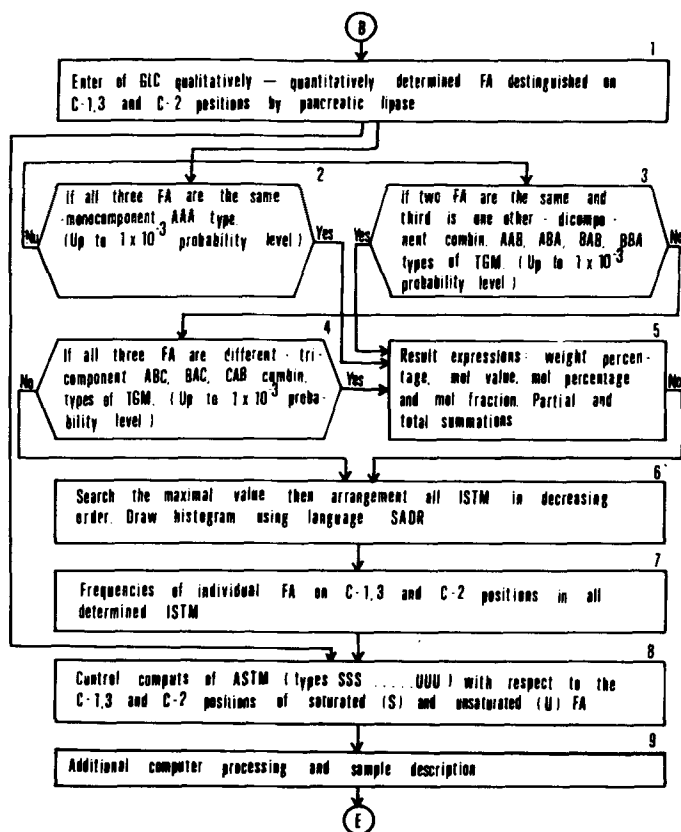 B
1
Enter of GLC qualitatively – quantitatively determined FA destinguished on
C-1,3 and C-2 positions by pancreatic lipase
2
If all three FA are the same
-monocomponent AAA type.
(Up to 1 x 10-3 probability level)
No
Yes
3
If two FA are the same and
third is one other - dicompo-
nent combin. AAB, ABA, BAB, BBA
types of TGM. (Up to 1 x 10-3
probability level)
Yes
No
4
If all three FA are different - tri-
component ABC, BAC, CAB combin.
types of TGM. (Up to 1 x 10-3 proba-
bility level)
No
Yes
5
Result expressions: weight percen-
tage, mol value, mol percentage
and mol fraction. Partial and
total summations
No
6
Search the maximal value then arrangement all ISTM in decreasing
order. Draw histogram using language SADR
7
Frequencies of individual FA on C-1,3 and C-2 positions in all
determined ISTM
8
Control computs of ASTM (types SSS .....UUU) with respect to the
C-1,3 and C-2 positions of saturated (S) and unsaturated (U) FA
9
Additional computer processing and sample description
E